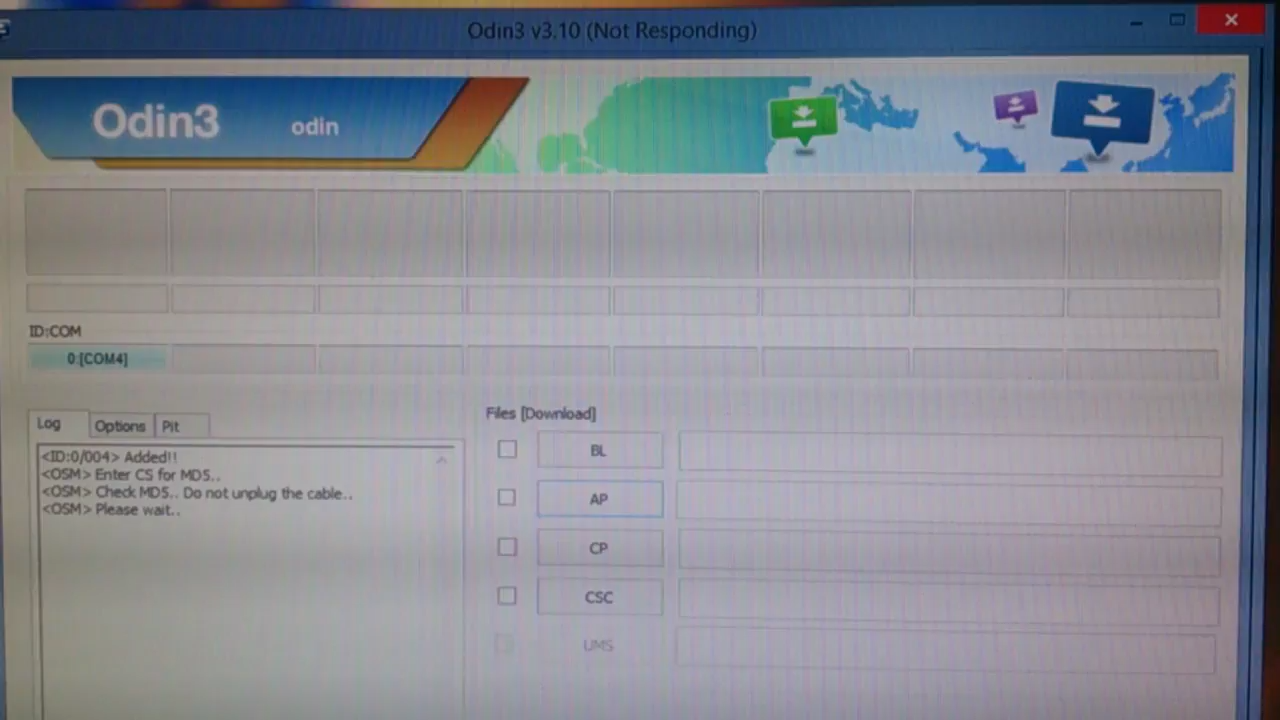 Odin3 v3.10 (Not Responding)
Odin3 odin
ID:COM
0:[COM4]
Log Options Pit
<ID:0/004> Added!!
<OSM> Enter CS for MD5..
<OSM> Check MD5.. Do not unplug the cable..
<OSM> Please wait..
Files [Download]
BL
AP
CP
CSC
UMS